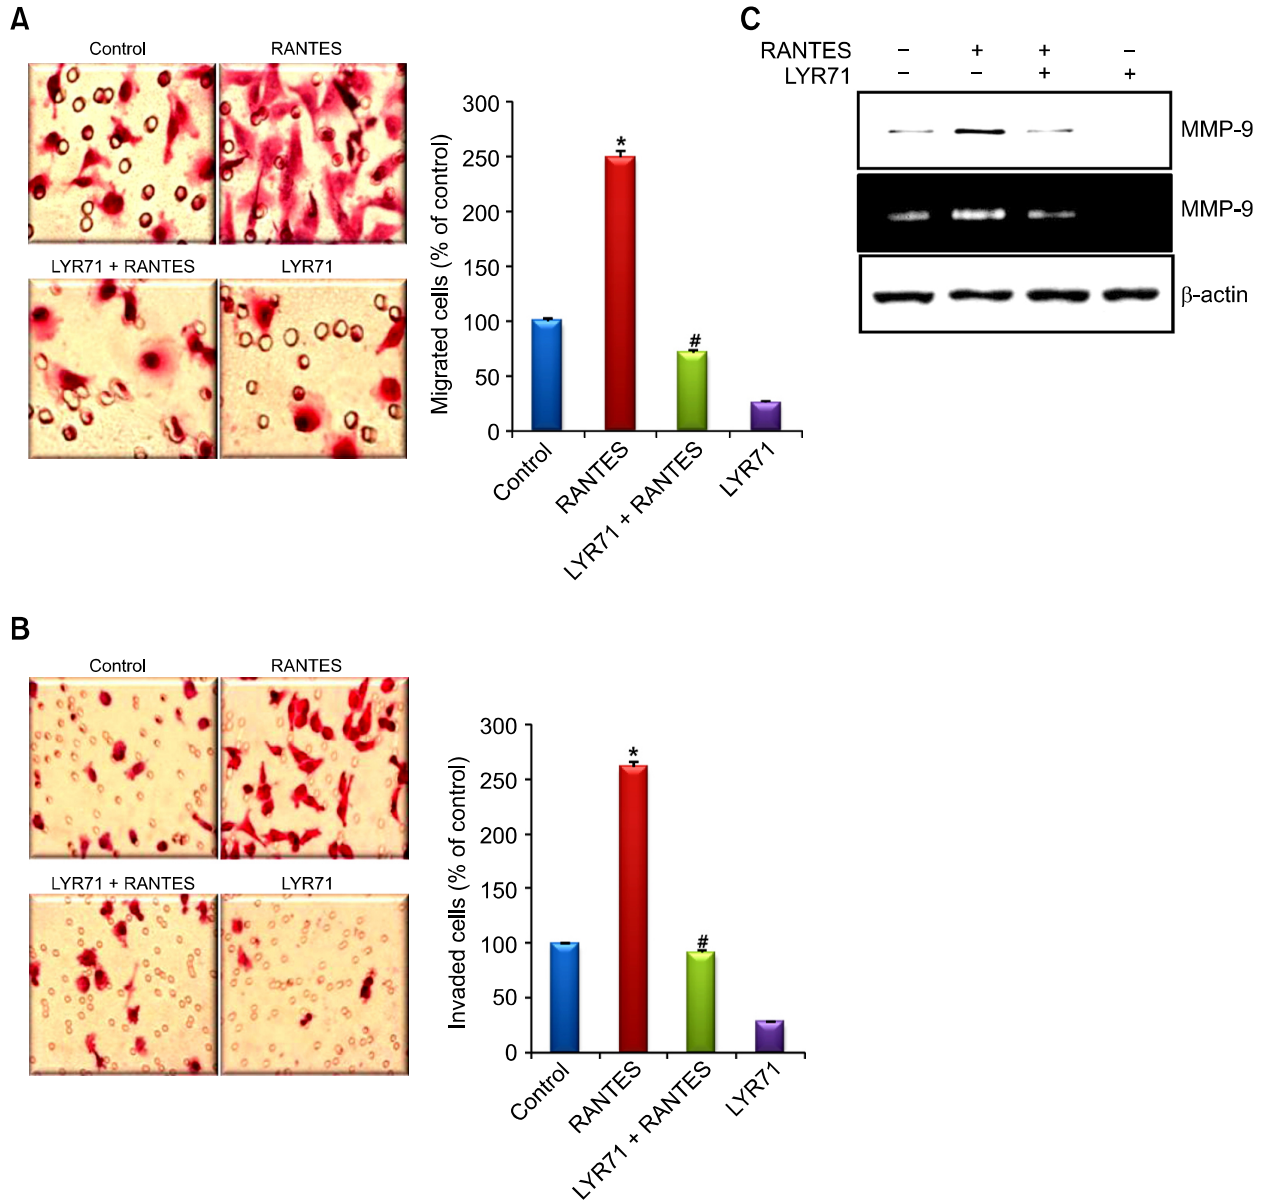 A
Control RANTES
LYR71 + RANTES LYR71
Migrated cells (% of control)
300
250
200
150
100
50
0
*
#
Control
RANTES
LYR71 + RANTES
LYR71
C
RANTES – + + –
LYR71 – – + +
MMP-9
MMP-9
β-actin
B
Control RANTES
LYR71 + RANTES LYR71
Invaded cells (% of control)
300
250
200
150
100
50
0
*
#
Control
RANTES
LYR71 + RANTES
LYR71